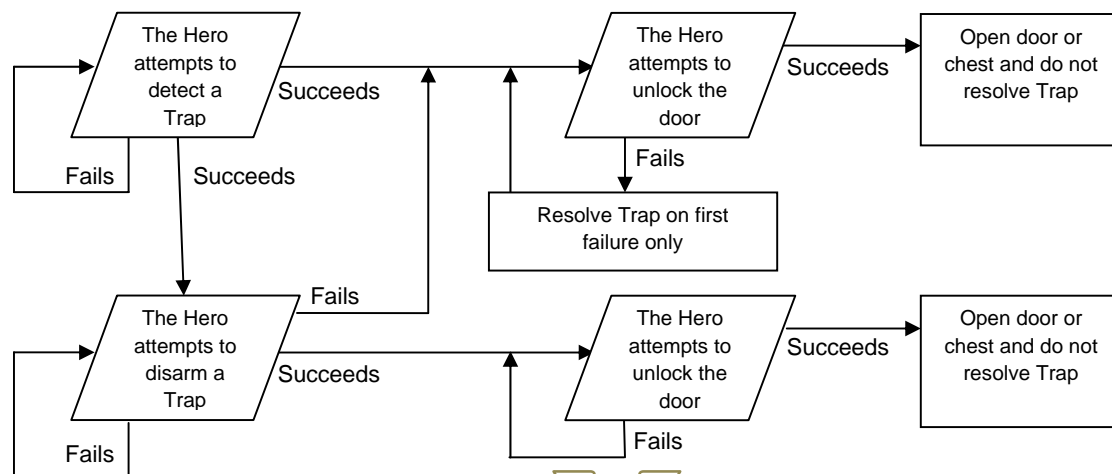 The Hero
attempts to
detect a
Trap
Succeeds
Fails
Succeeds
The Hero
attempts to
unlock the
door
Succeeds
Fails
Open door or
chest and do not
resolve Trap
Resolve Trap on first
failure only
The Hero
attempts to
disarm a
Trap
Fails
Succeeds
Fails
The Hero
attempts to
unlock the
door
Succeeds
Fails
Open door or
chest and do not
resolve Trap